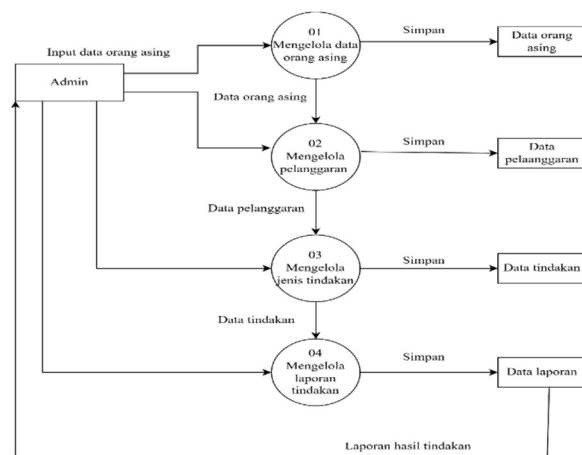 Input data orang asing
Admin
01
Mengelola data
orang asing
Simpan
Data orang
asing
Data orang asing
02
Mengelola
pelanggaran
Simpan
Data
pelaanggaran
Data pelanggaran
03
Mengelola
jenis tindakan
Simpan
Data tindakan
Data tindakan
04
Mengelola
laporan
tindakan
Simpan
Data laporan
Laporan hasil tindakan